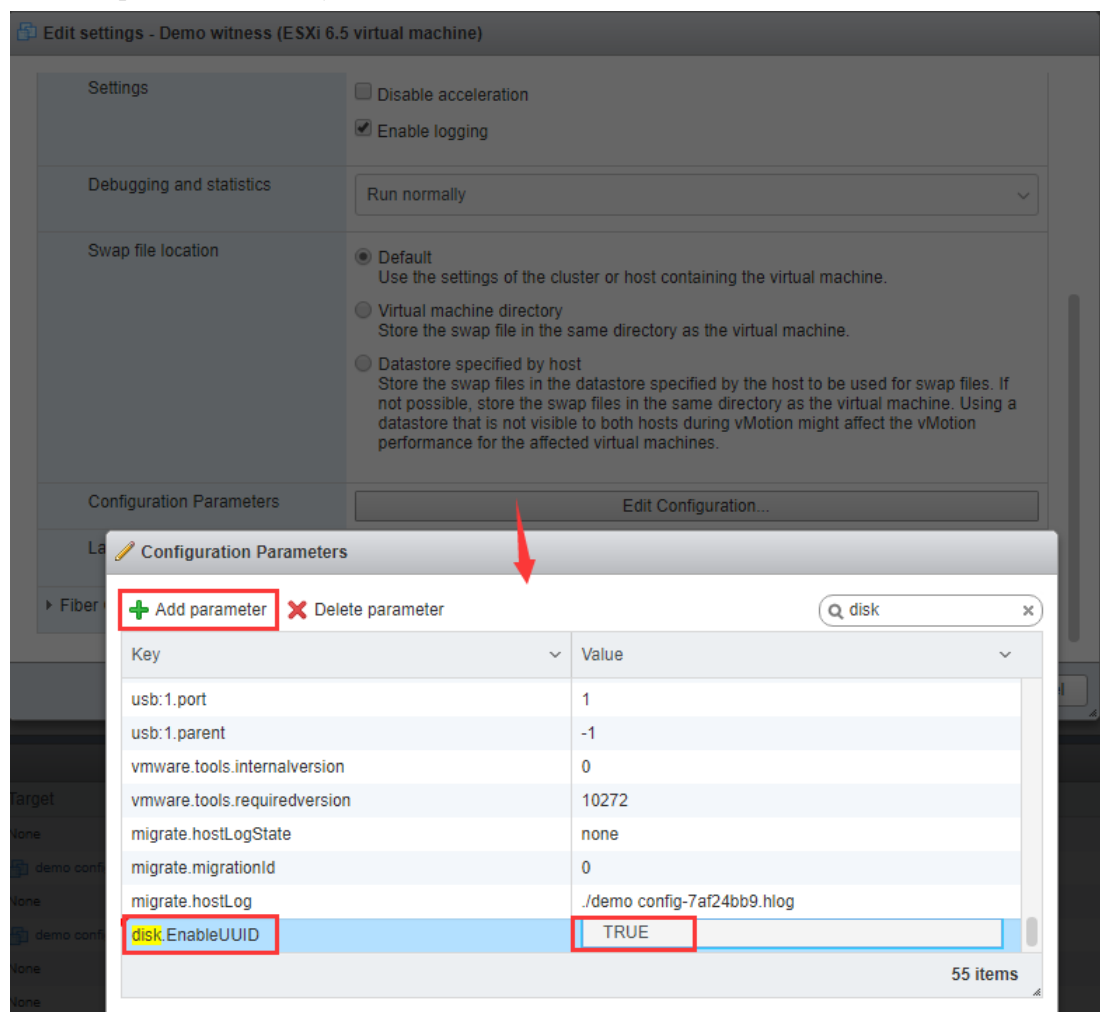 Edit settings - Demo witness (ESXi 6.5 virtual machine)
Settings
Disable acceleration
Enable logging
Debugging and statistics
Run normally
Swap file location
Default
Use the settings of the cluster or host containing the virtual machine.
Virtual machine directory
Store the swap file in the same directory as the virtual machine.
Datastore specified by host
Store the swap files in the datastore specified by the host to be used for swap files. If
not possible, store the swap files in the same directory as the virtual machine. Using a
datastore that is not visible to both hosts during vMotion might affect the vMotion
performance for the affected virtual machines.
Configuration Parameters
Edit Configuration...
La
Configuration Parameters
Fiber
Add parameter
Delete parameter
disk
Key
Value
usb:1.port
1
usb:1.parent
-1
vmware.tools.internalversion
0
Target
vmware.tools.requiredversion
10272
None
migrate.hostLogState
none
demo confi
migrate.migrationId
0
None
migrate.hostLog
./demo config-7af24bb9.hlog
demo confi
disk.EnableUUID
TRUE
None
55 items
None